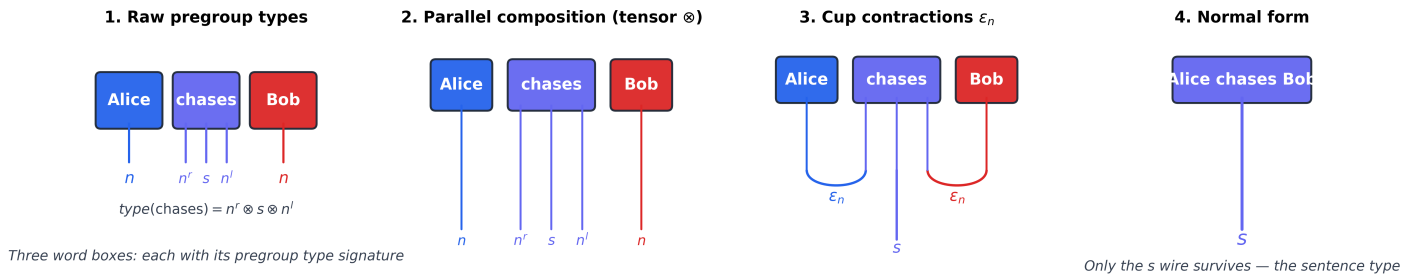 1. Raw pregroup types
Alice
chases
Bob
n
nʳ
s
nˡ
n
type(chases) = nʳ ⊗ s ⊗ nˡ
Three word boxes: each with its pregroup type signature
2. Parallel composition (tensor ⊗)
Alice
chases
Bob
n
nʳ
s
nˡ
n
3. Cup contractions εₙ
Alice
chases
Bob
εₙ
εₙ
s
4. Normal form
Alice chases Bob
s
Only the s wire survives — the sentence type